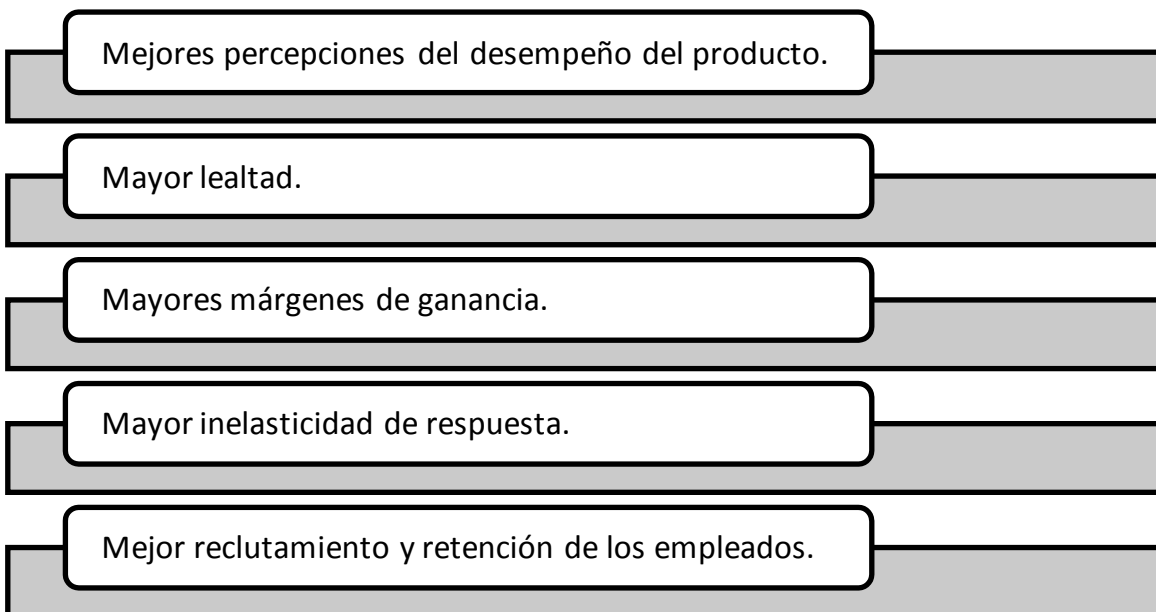 Mejores percepciones del desempeño del producto.
Mayor lealtad.
Mayores márgenes de ganancia.
Mayor inelasticidad de respuesta.
Mejor reclutamiento y retención de los empleados.